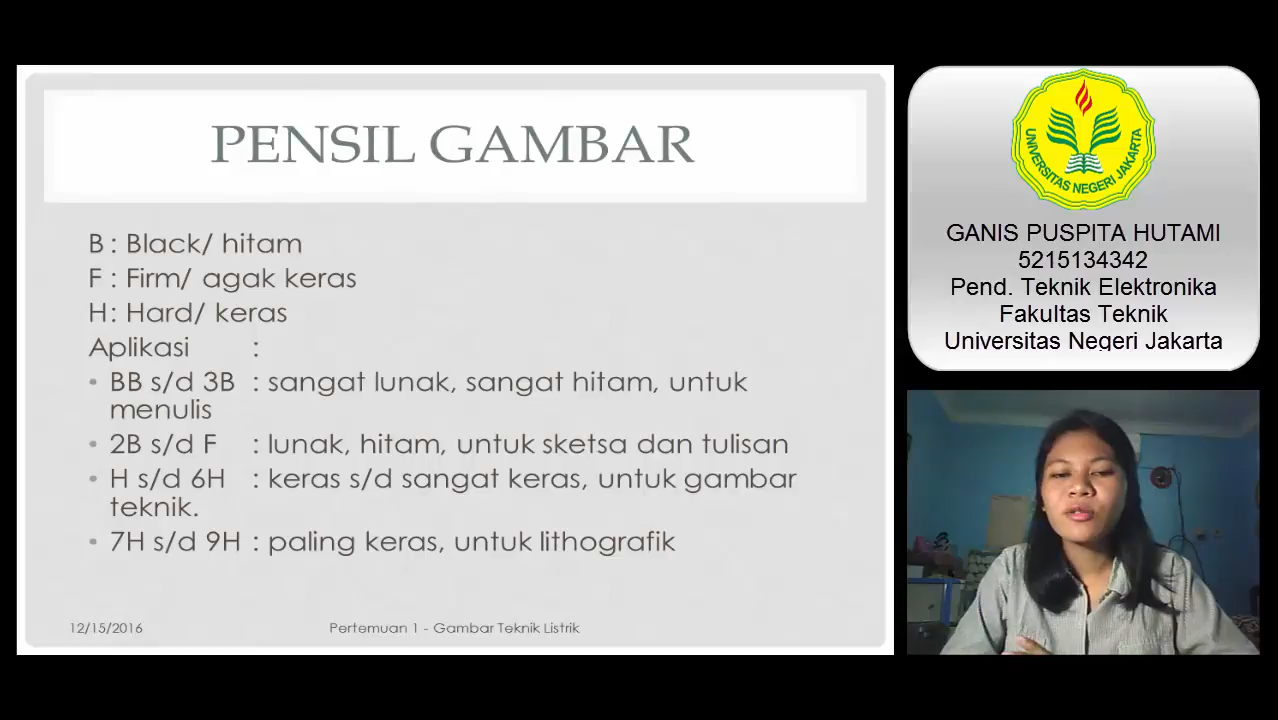 PENSIL GAMBAR
B : Black/ hitam
F : Firm/ agak keras
H : Hard/ keras
Aplikasi :
• BB s/d 3B : sangat lunak, sangat hitam, untuk
menulis
• 2B s/d F : lunak, hitam, untuk sketsa dan tulisan
• H s/d 6H : keras s/d sangat keras, untuk gambar
teknik.
• 7H s/d 9H : paling keras, untuk lithografik
12/15/2016 Pertemuan 1 - Gambar Teknik Listrik
UNIVERSITAS NEGERI JAKARTA
GANIS PUSPITA HUTAMI
5215134342
Pend. Teknik Elektronika
Fakultas Teknik
Universitas Negeri Jakarta